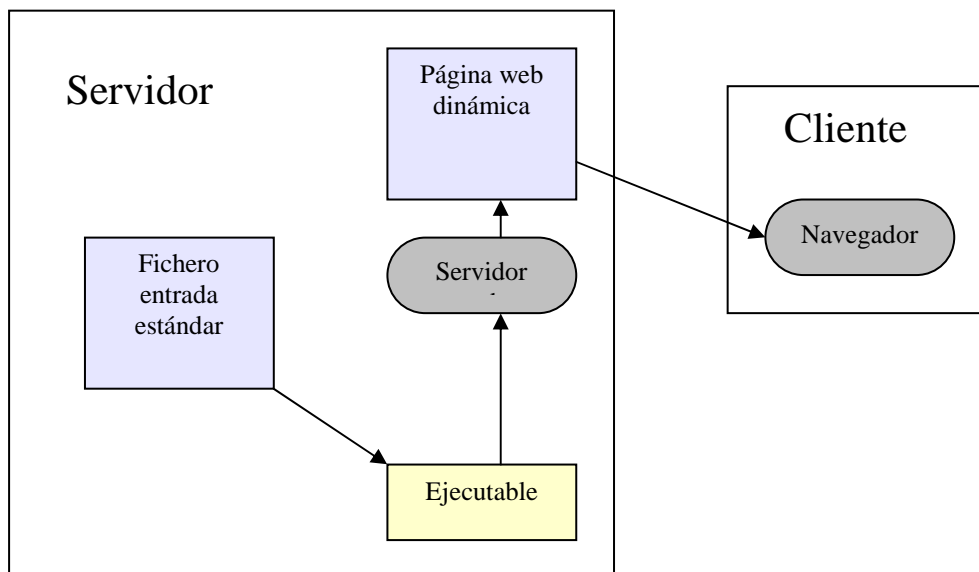 Servidor
Página web
dinámica
Cliente
Navegador
Fichero
entrada
estándar
Servidor
Ejecutable